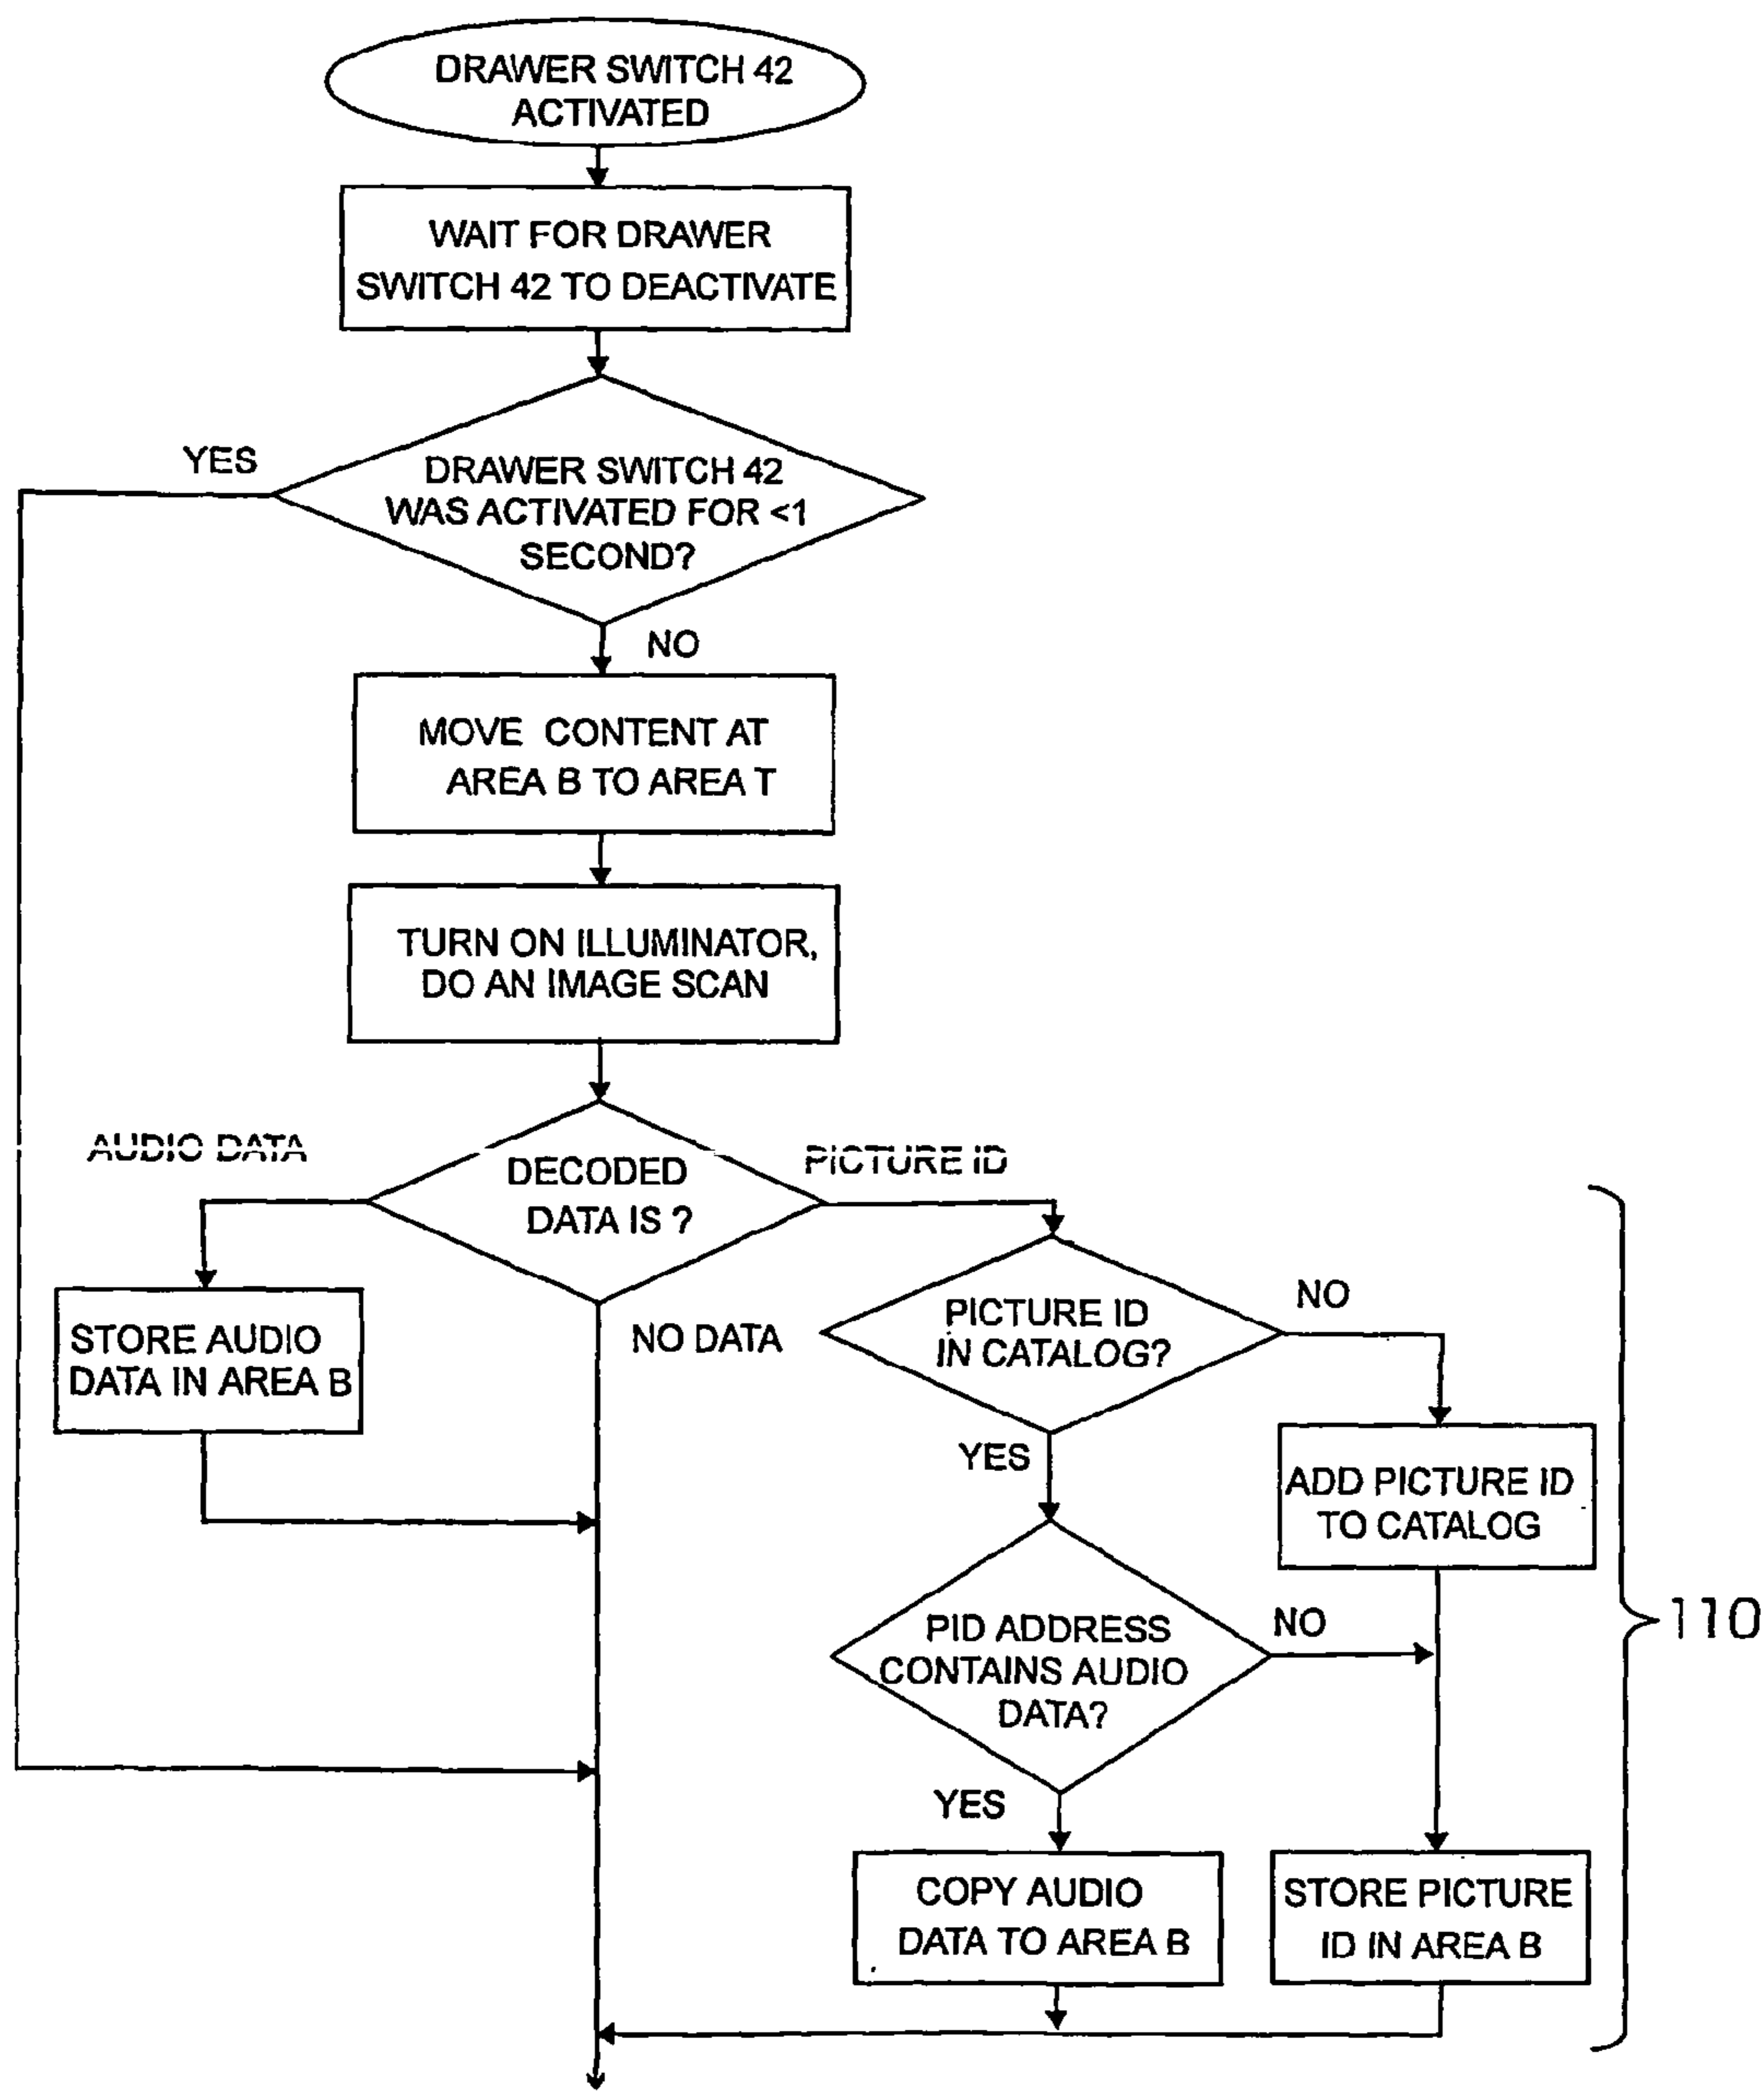 DRAWER SWITCH 42
ACTIVATED
WAIT FOR DRAWER
SWITCH 42 TO DEACTIVATE
YES
DRAWER SWITCH 42
WAS ACTIVATED FOR <1
SECOND?
NO
MOVE CONTENT AT
AREA B TO AREA T
TURN ON ILLUMINATOR,
DO AN IMAGE SCAN
AUDIO DATA
DECODED
DATA IS ?
PICTURE ID
STORE AUDIO
DATA IN AREA B
NO DATA
PICTURE ID
IN CATALOG?
NO
YES
ADD PICTURE ID
TO CATALOG
PID ADDRESS
CONTAINS AUDIO
DATA?
NO
110
YES
COPY AUDIO
DATA TO AREA B
STORE PICTURE
ID IN AREA B